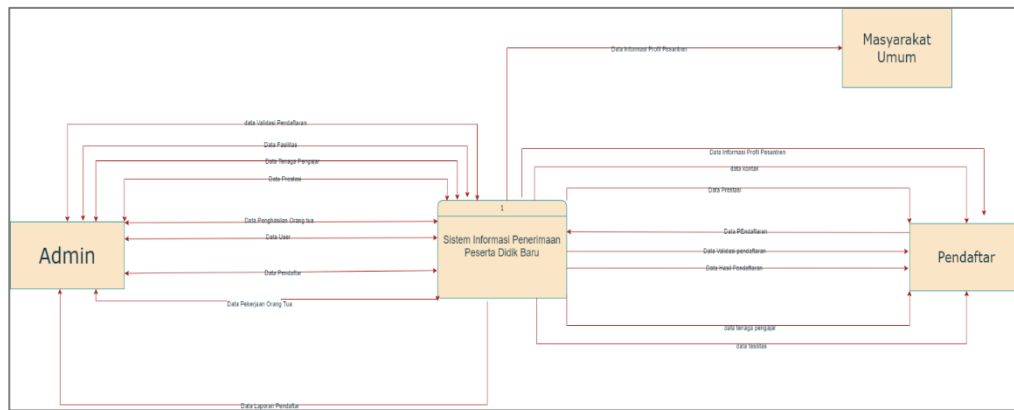 Masyarakat
Umum
Data Informasi Profil Pesantren
data Validasi Pendaftaran
Data Fasilitas
Data Tenaga Pengajar
Data Prestasi
Data Penghasilan Orang tua
Data User
Data Pendaftar
Data Pekerjaan Orang Tua
Data Laporan Pendaftar
Admin
1
Sistem Informasi Penerimaan
Peserta Didik Baru
Data Informasi Profil Pesantren
data kontak
Data Prestasi
Data PEndaftaran
Data Validasi pendaftaran
Data Hasil Pendaftaran
data tenaga pengajar
data fasilitas
Pendaftar